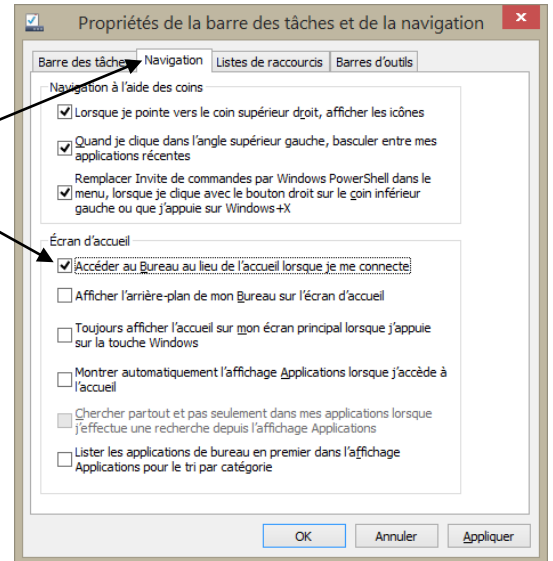 Propriétés de la barre des tâches et de la navigation
Barre des tâches Navigation Listes de raccourcis Barres d'outils
Navigation à l'aide des coins
Lorsque je pointe vers le coin supérieur droit, afficher les icônes
Quand je clique dans l'angle supérieur gauche, basculer entre mes
applications récentes
Remplacer Invite de commandes par Windows PowerShell dans le
menu, lorsque je clique avec le bouton droit sur le coin inférieur
gauche ou que j'appuie sur Windows+X
Écran d'accueil
Accéder au Bureau au lieu de l'accueil lorsque je me connecte
Afficher l'arrière-plan de mon Bureau sur l'écran d'accueil
Toujours afficher l'accueil sur mon écran principal lorsque j'appuie
sur la touche Windows
Montrer automatiquement l'affichage Applications lorsque j'accède à
l'accueil
Chercher partout et pas seulement dans mes applications lorsque
j'effectue une recherche depuis l'affichage Applications
Lister les applications de bureau en premier dans l'affichage
Applications pour le tri par catégorie
OK Annuler Appliquer